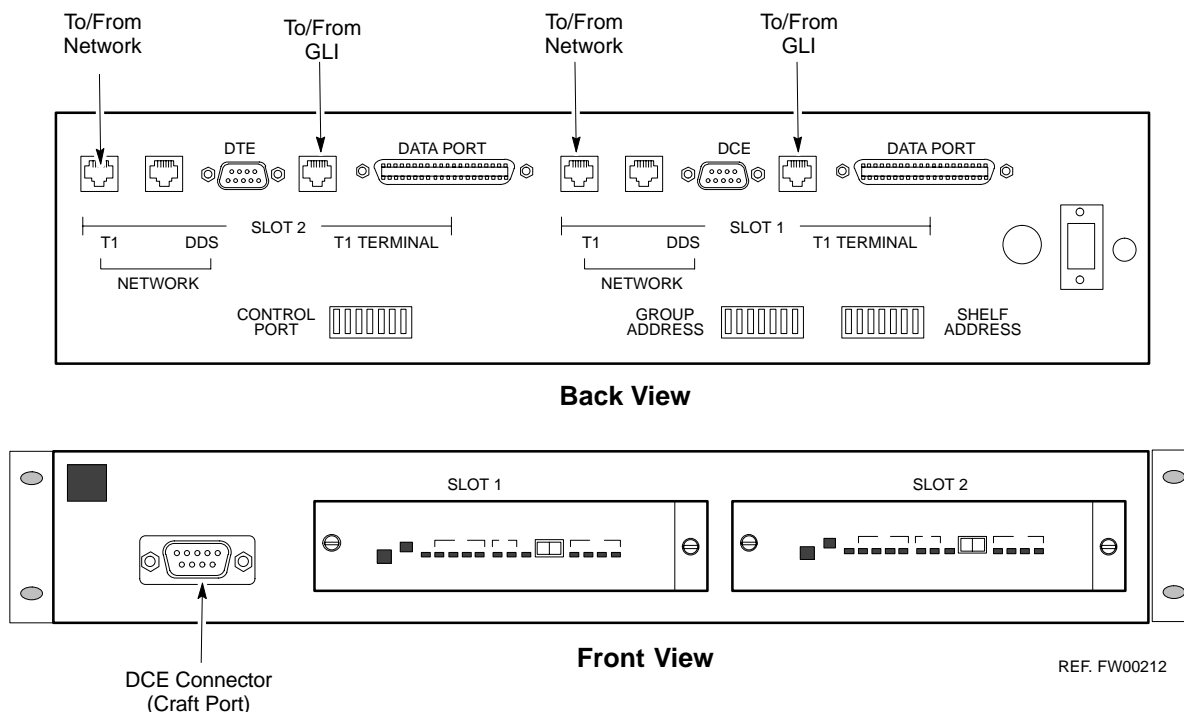 To/From
Network
To/From
GLI
To/From
Network
To/From
GLI
DTE
DATA PORT
DCE
DATA PORT
SLOT 2
T1
DDS
T1 TERMINAL
NETWORK
SLOT 1
T1
DDS
T1 TERMINAL
NETWORK
CONTROL
PORT
GROUP
ADDRESS
SHELF
ADDRESS
Back View
SLOT 1
SLOT 2
DCE Connector
(Craft Port)
Front View
REF. FW00212